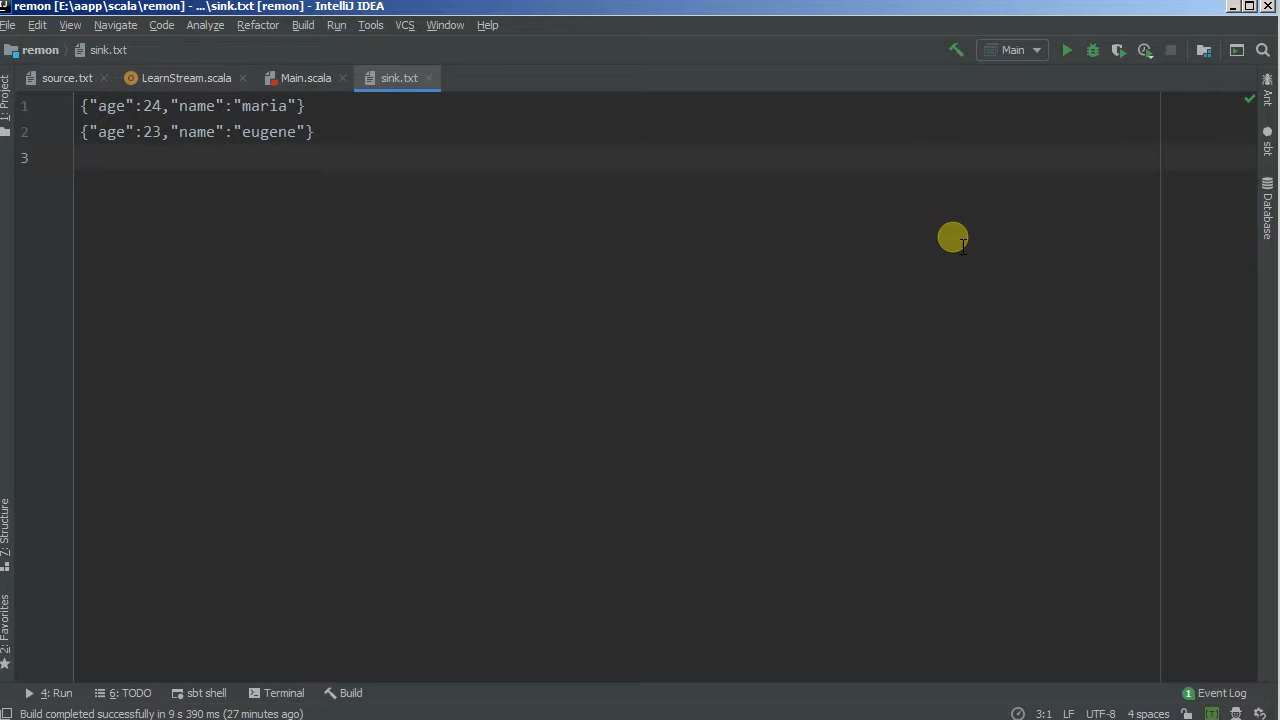 remon [E:\aapp\scala\remon] - ...\sink.txt [remon] - IntelliJ IDEA
File Edit View Navigate Code Analyze Refactor Build Run Tools VCS Window Help
remon sink.txt Main
source.txt LearnStream.scala Main.scala sink.txt
1 {"age":24,"name":"maria"}
2 {"age":23,"name":"eugene"}
3
1: Project
7: Structure
2: Favorites
Ant
sbt
Database
4: Run 6: TODO sbt shell Terminal Build 1 Event Log
Build completed successfully in 9 s 390 ms (27 minutes ago) 3:1 LF UTF-8 4 spaces [T]